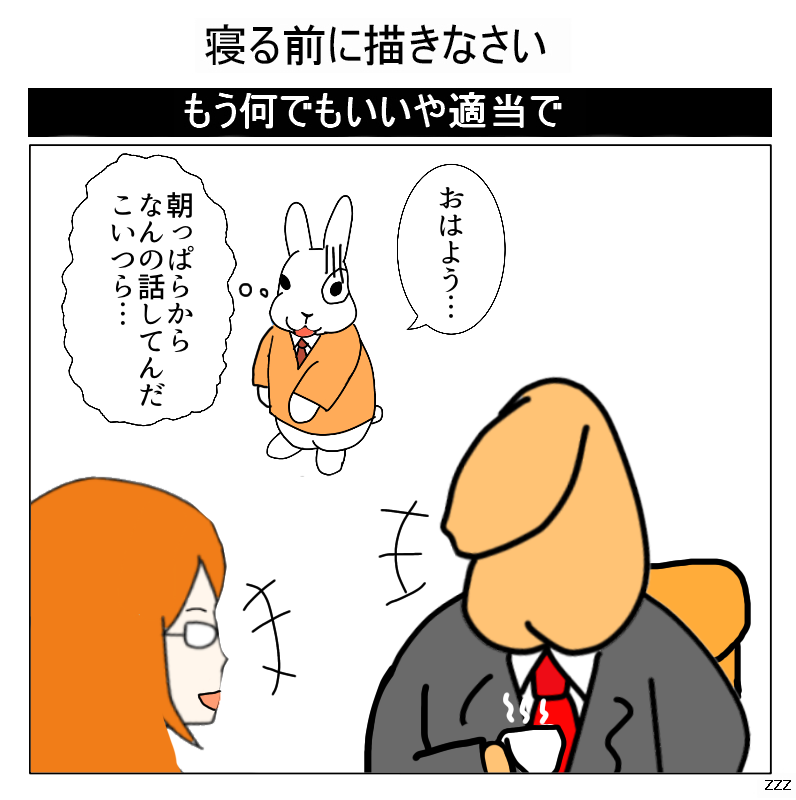 寝る前に描きなさい
もう何でもいいや適当で
おはよう…
朝っぱらから
なんの話してんだ
こいつら…
zzz